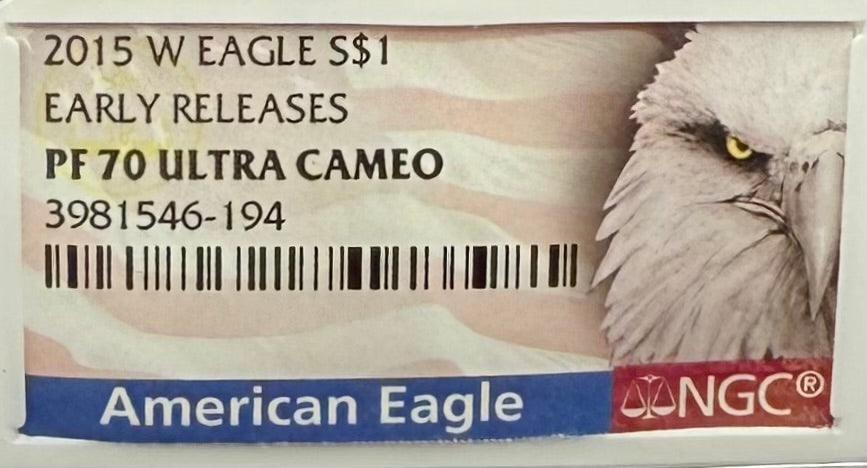 2015 W EAGLE S$1
EARLY RELEASES
PF 70 ULTRA CAMEO
3981546-194
American Eagle
NGC®